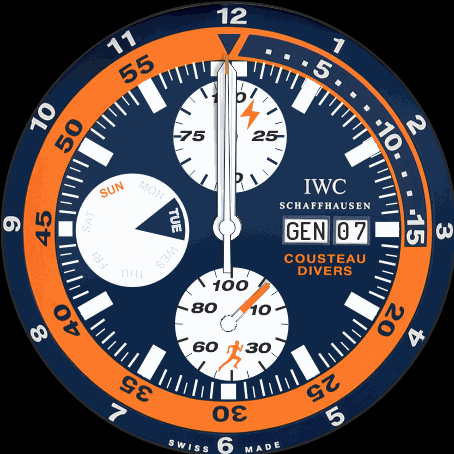 12
1
2
3
4
5
6
7
8
9
10
11
5
10
15
20
25
30
35
40
45
50
55
25
75
IWC
SCHAFFHAUSEN
GEN 07
COUSTEAU
DIVERS
SUN
MON
TUE
WED
THU
FRI
SAT
100
10
30
60
80
SWISS MADE